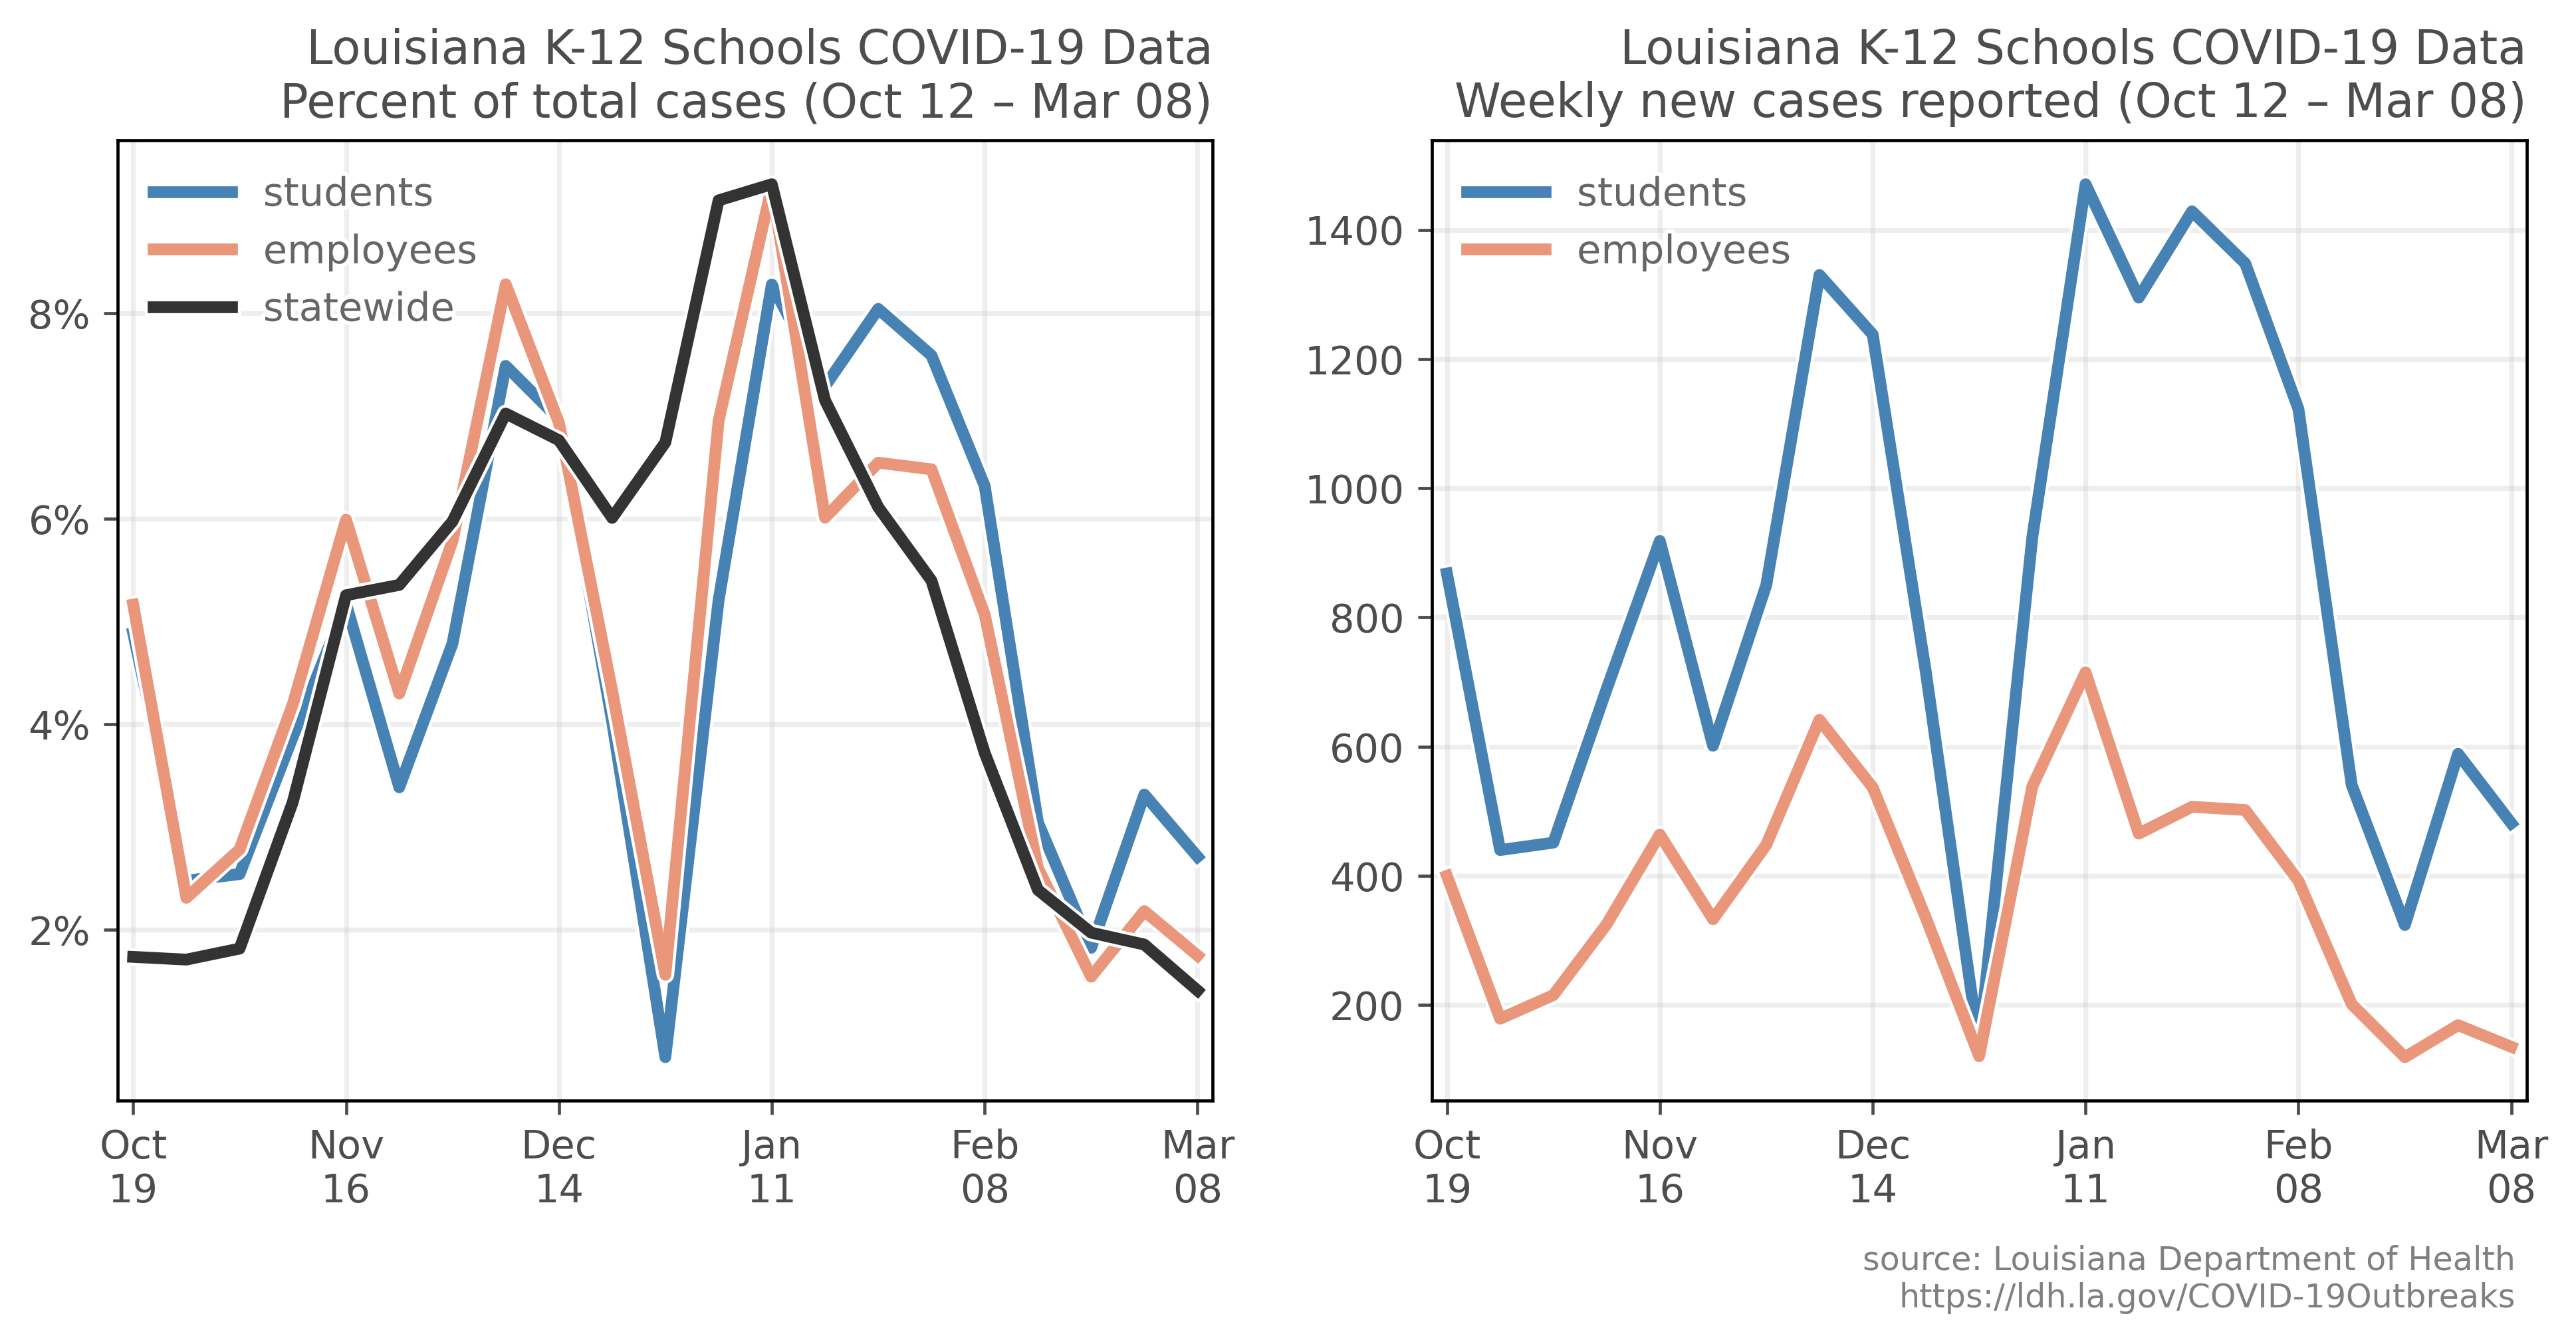 Louisiana K-12 Schools COVID-19 Data
Percent of total cases (Oct 12 – Mar 08)
students
employees
statewide
8%
6%
4%
2%
Oct
19
Nov
16
Dec
14
Jan
11
Feb
08
Mar
08
Louisiana K-12 Schools COVID-19 Data
Weekly new cases reported (Oct 12 – Mar 08)
students
employees
1400
1200
1000
800
600
400
200
Oct
19
Nov
16
Dec
14
Jan
11
Feb
08
Mar
08
source: Louisiana Department of Health
https://ldh.la.gov/COVID-19Outbreaks